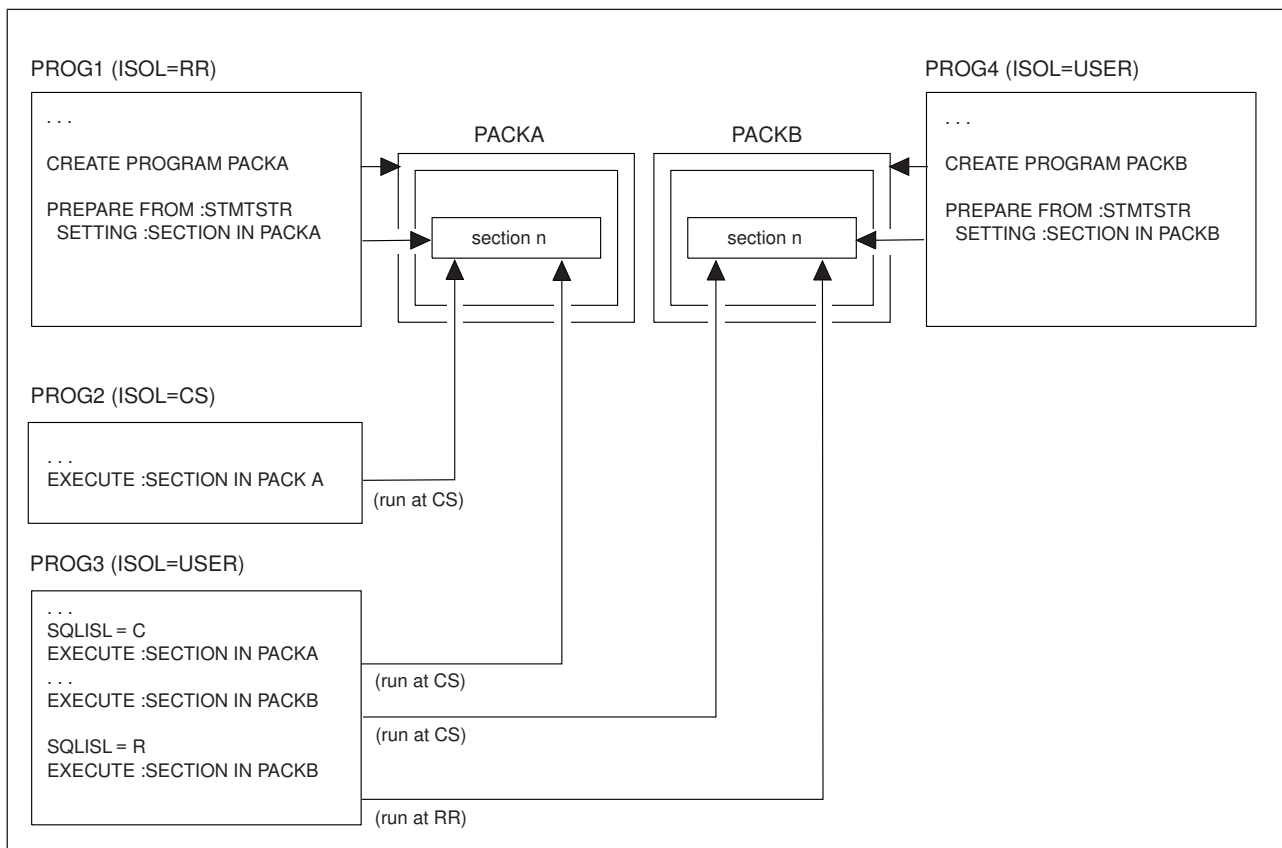 PROG1 (ISOL=RR)
. . .
CREATE PROGRAM PACKA
PREPARE FROM :STMTSTR
SETTING :SECTION IN PACKA
PACKA
section n
PACKB
section n
PROG4 (ISOL=USER)
. . .
CREATE PROGRAM PACKB
PREPARE FROM :STMTSTR
SETTING :SECTION IN PACKB
PROG2 (ISOL=CS)
. . .
EXECUTE :SECTION IN PACK A
(run at CS)
PROG3 (ISOL=USER)
. . .
SQLISL = C
EXECUTE :SECTION IN PACKA
. . .
EXECUTE :SECTION IN PACKB
SQLISL = R
EXECUTE :SECTION IN PACKB
(run at CS)
(run at CS)
(run at RR)